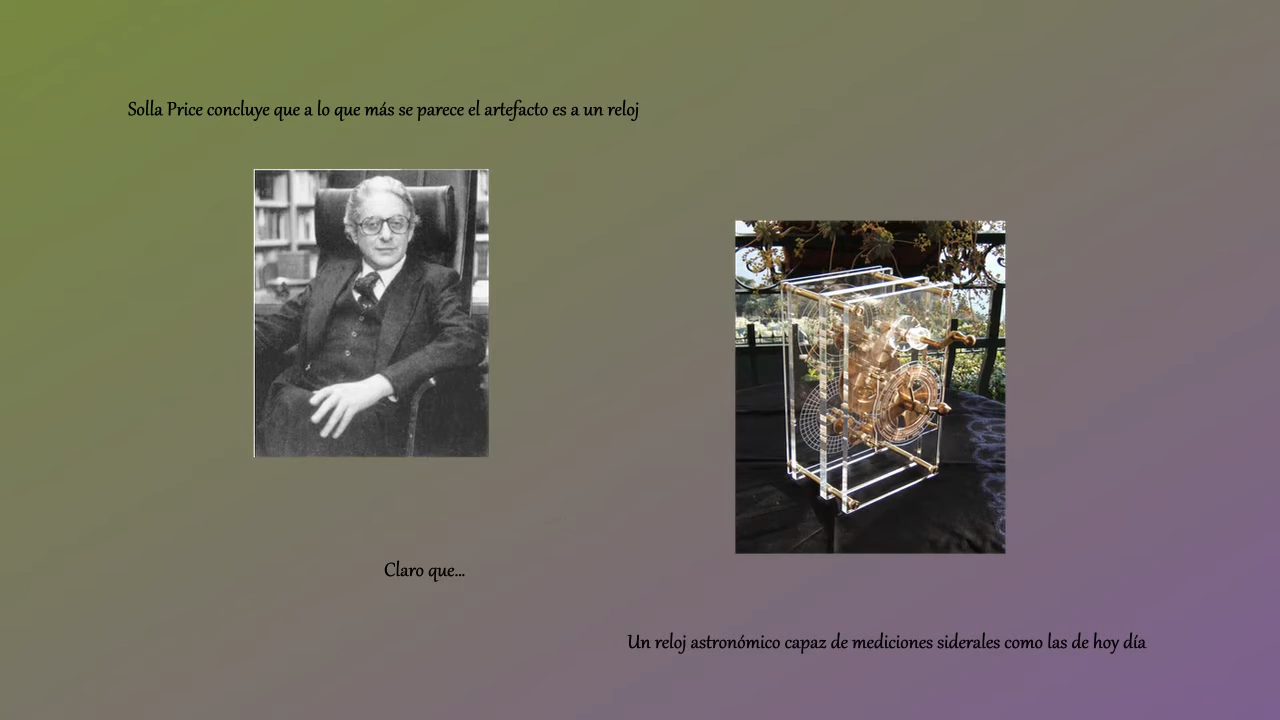 Solla Price concluye que a lo que más se parece el artefacto es a un reloj
Claro que...
Un reloj astronómico capaz de mediciones siderales como las de hoy día